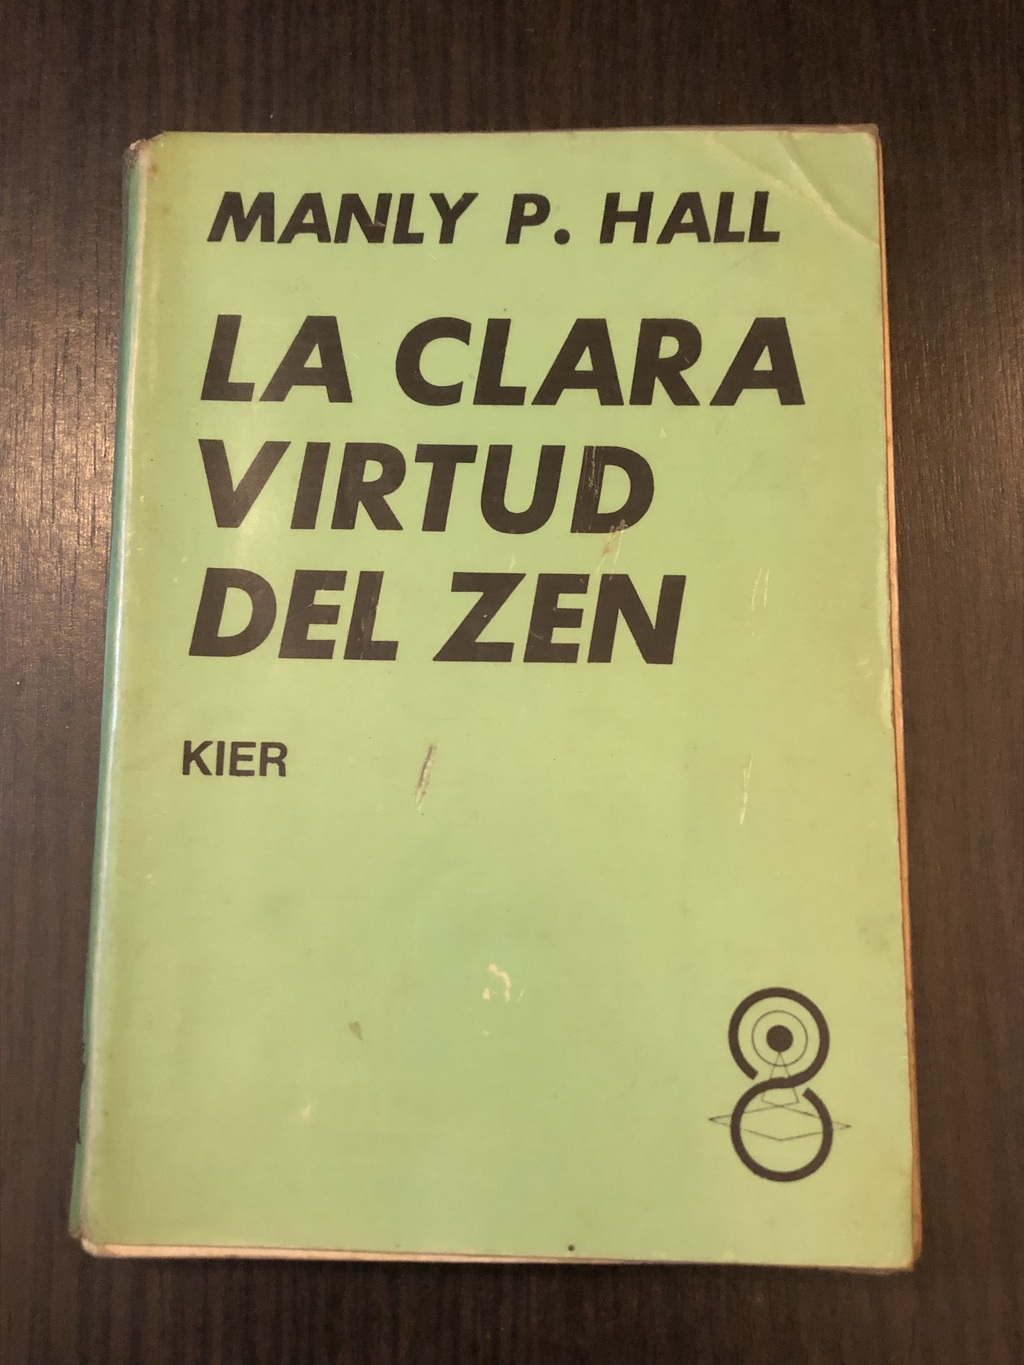 MANLY P. HALL
LA CLARA
VIRTUD
DEL ZEN
KIER